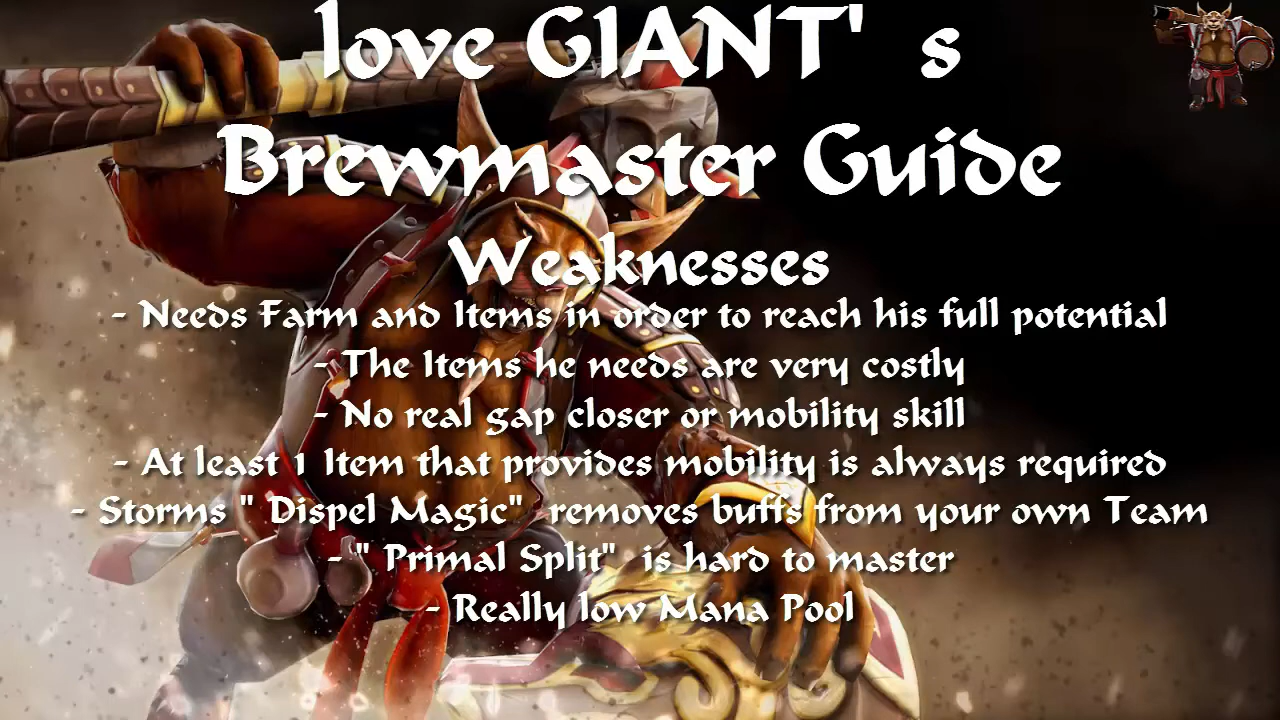 love GIANT' s
Brewmaster Guide
Weaknesses
- Needs Farm and Items in order to reach his full potential
- The Items he needs are very costly
- No real gap closer or mobility skill
- At least 1 Item that provides mobility is always required
- Storms " Dispel Magic" removes buffs from your own Team
- " Primal Split" is hard to master
- Really low Mana Pool